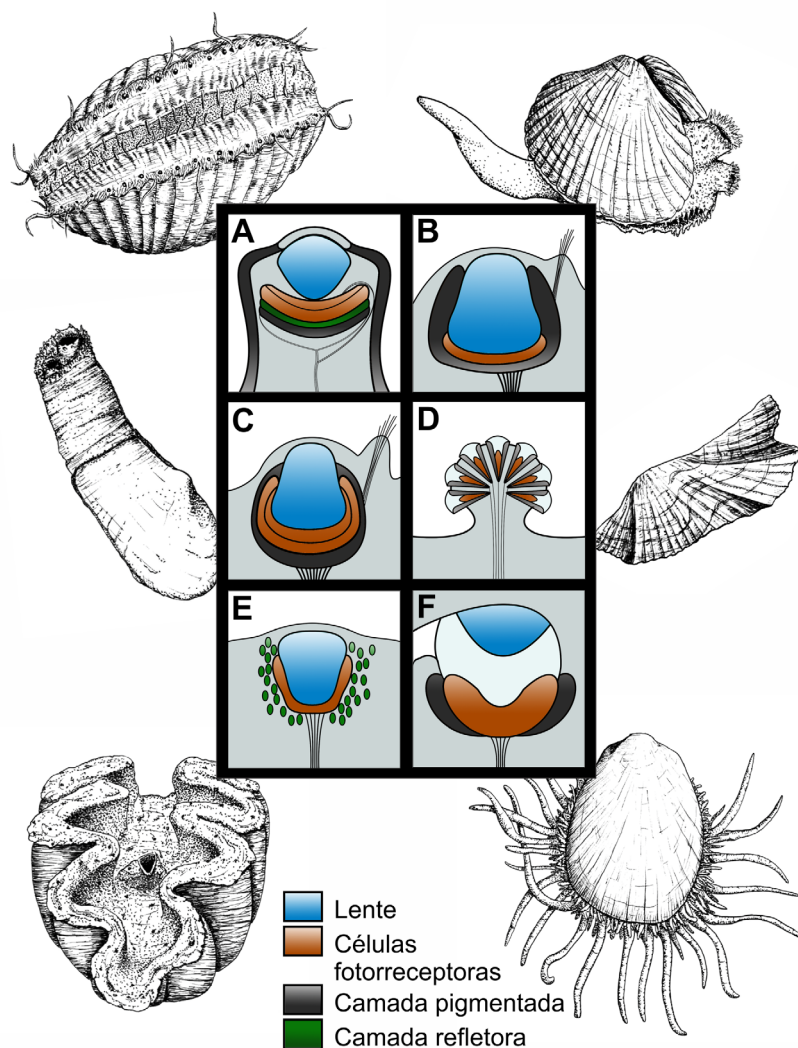 A
B
C
D
E
F
Lente
Células
fotorreceptoras
Camada pigmentada
Camada refletora